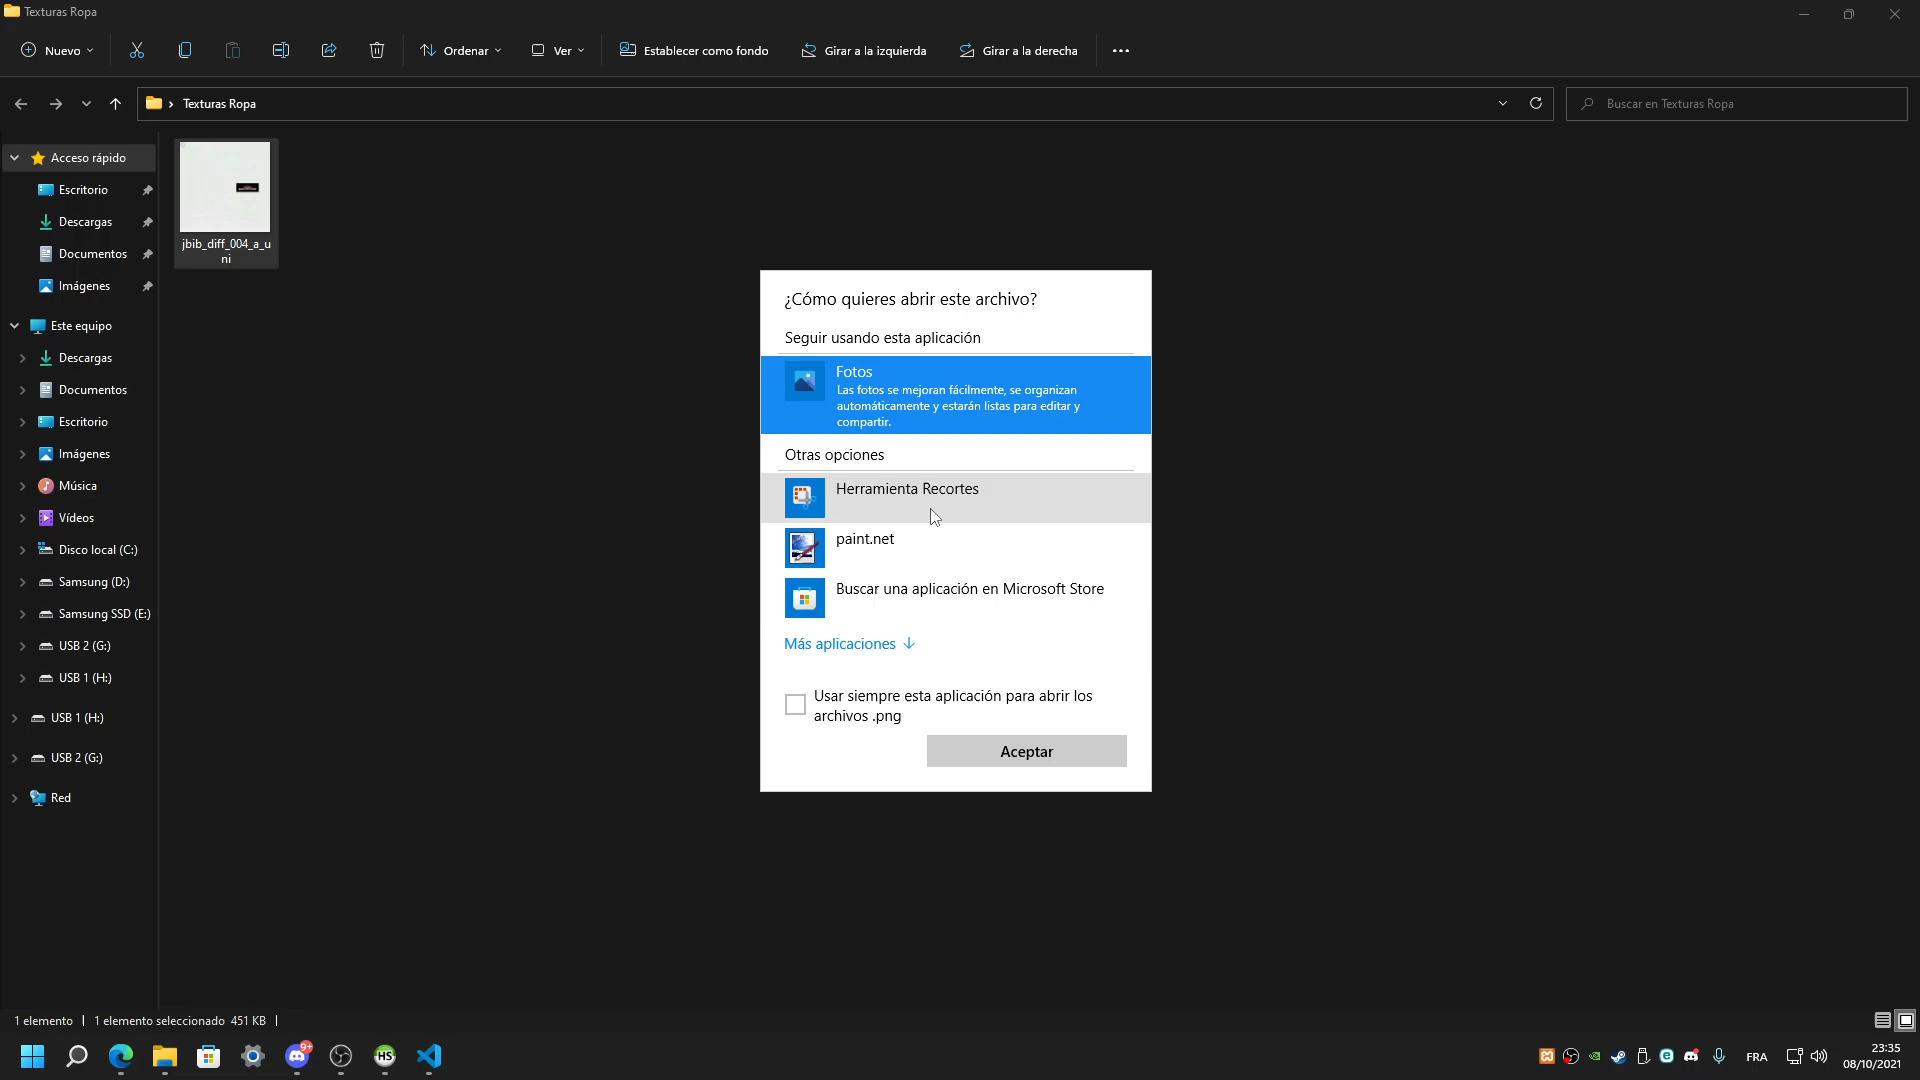 Texturas Ropa
Nuevo
Ordenar
Ver
Establecer como fondo
Girar a la izquierda
Girar a la derecha
Texturas Ropa
Buscar en Texturas Ropa
Acceso rápido
Escritorio
Descargas
Documentos
Imágenes
Este equipo
Descargas
Documentos
Escritorio
Imágenes
Música
Vídeos
Disco local (C:)
Samsung (D:)
Samsung SSD (E:)
USB 2 (G:)
USB 1 (H:)
USB 1 (H:)
USB 2 (G:)
Red
jbib_diff_004_a_u
ni
¿Cómo quieres abrir este archivo?
Seguir usando esta aplicación
Fotos
Las fotos se mejoran fácilmente, se organizan
automáticamente y estarán listas para editar y
compartir.
Otras opciones
Herramienta Recortes
paint.net
Buscar una aplicación en Microsoft Store
Más aplicaciones
Usar siempre esta aplicación para abrir los
archivos .png
Aceptar
1 elemento
1 elemento seleccionado 451 KB
9+
HS
FRA
23:35
08/10/2021